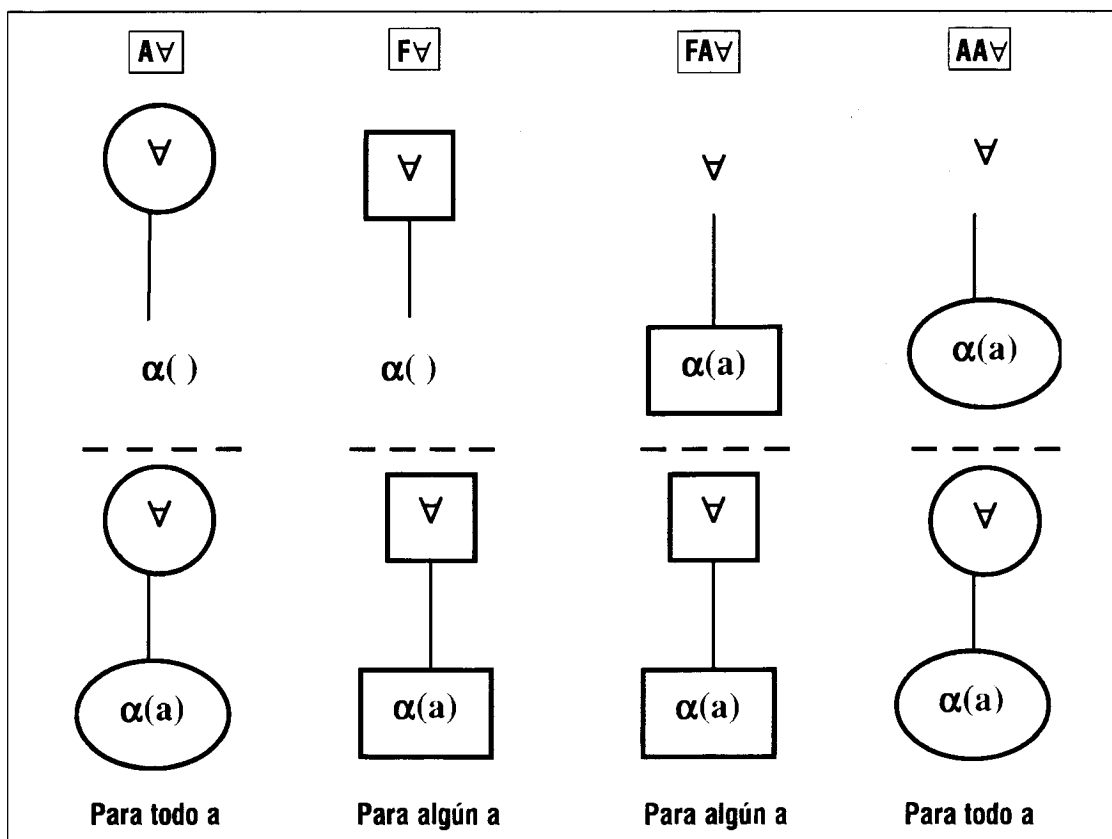 A∀ F∀ FA∀ AA∀
∀ ∀ ∀ ∀
α( ) α( ) α(a) α(a)
∀ ∀ ∀ ∀
α(a) α(a) α(a) α(a)
Para todo a Para algún a Para algún a Para todo a